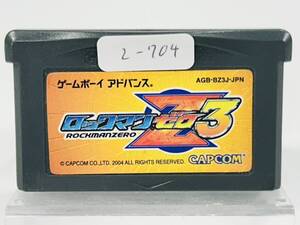 2-704
ゲームボーイ アドバンス®
AGB-BZ3J-JPN
ロックマンゼロ3
ROCKMANZERO
© CAPCOM CO., LTD. 2004 ALL RIGHTS RESERVED.
CAPCOM